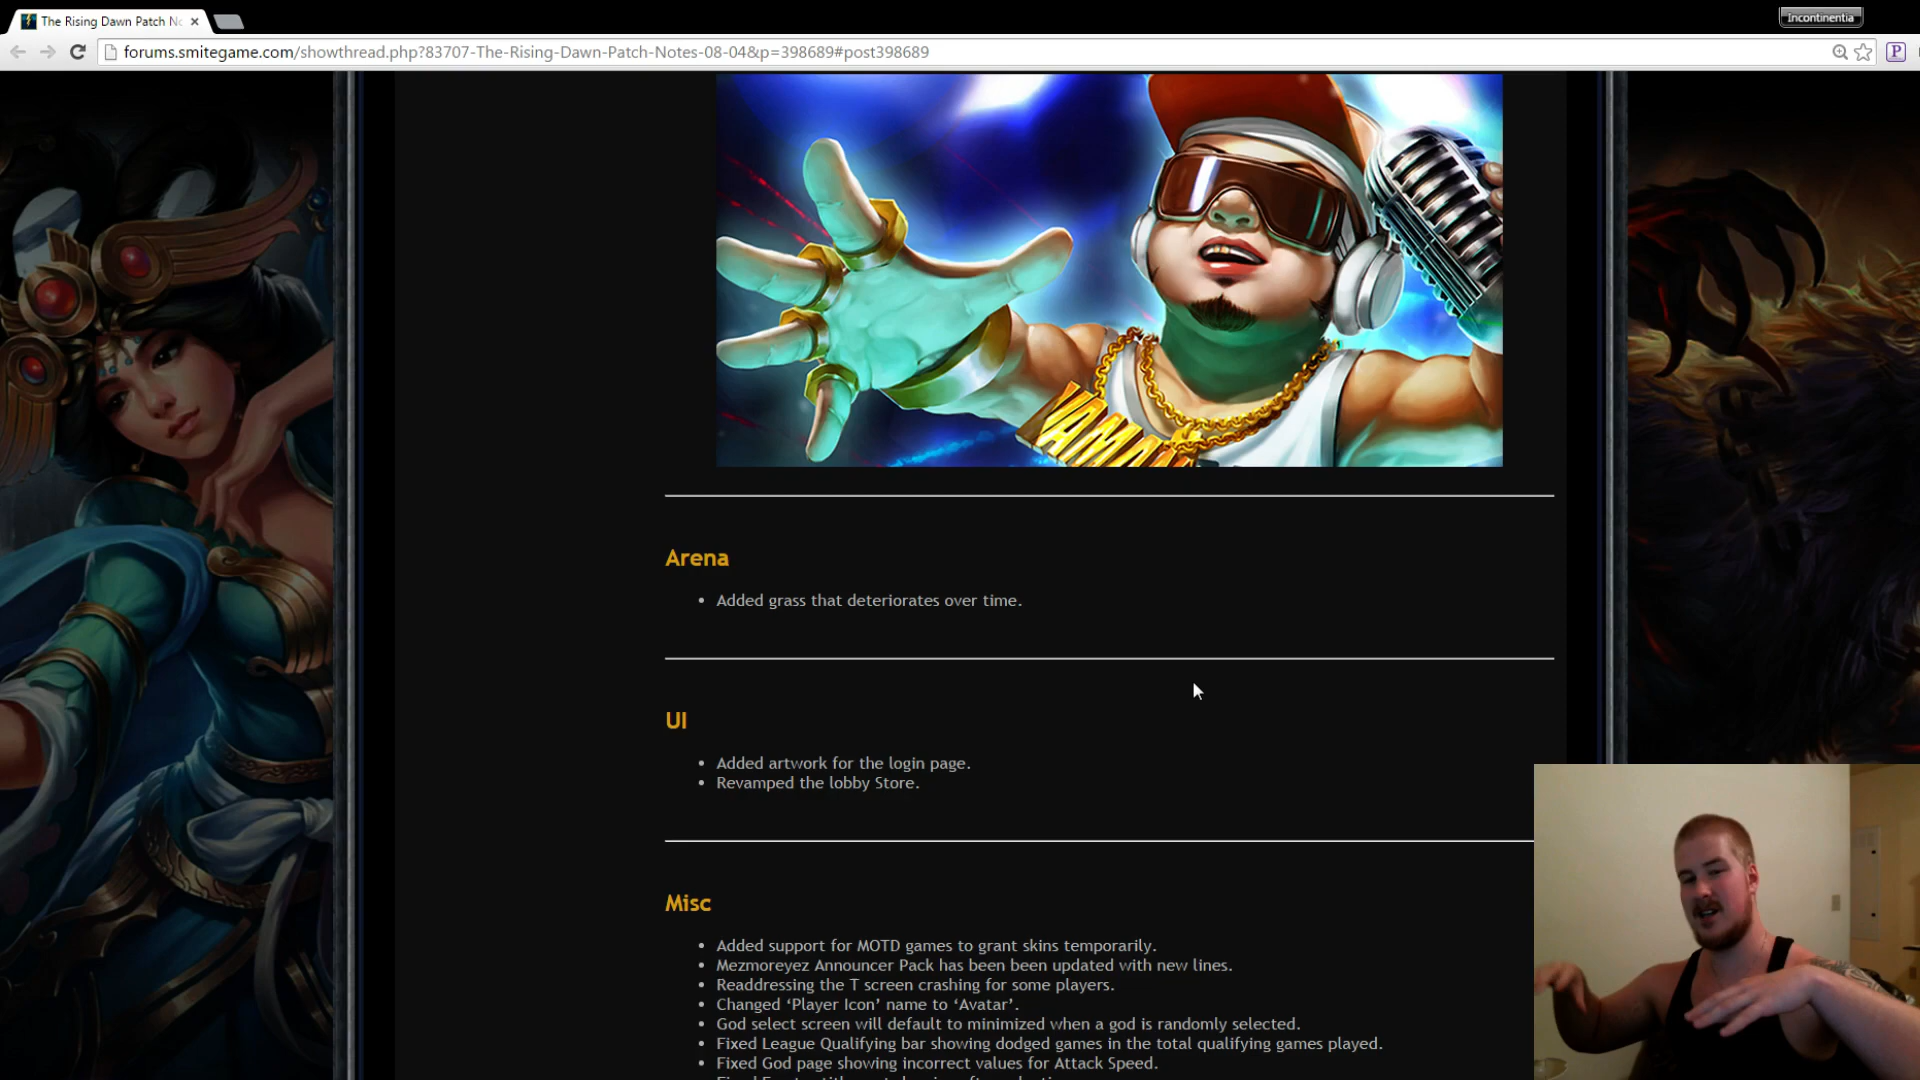 The Rising Dawn Patch No
Incontinentia
forums.smitegame.com/showthread.php?83707-The-Rising-Dawn-Patch-Notes-08-04&p=398689#post398689
Arena
• Added grass that deteriorates over time.
UI
• Added artwork for the login page.
• Revamped the lobby Store.
Misc
• Added support for MOTD games to grant skins temporarily.
• Mezmoreyez Announcer Pack has been been updated with new lines.
• Readdressing the T screen crashing for some players.
• Changed ‘Player Icon’ name to ‘Avatar’.
• God select screen will default to minimized when a god is randomly selected.
• Fixed League Qualifying bar showing dodged games in the total qualifying games played.
• Fixed God page showing incorrect values for Attack Speed.